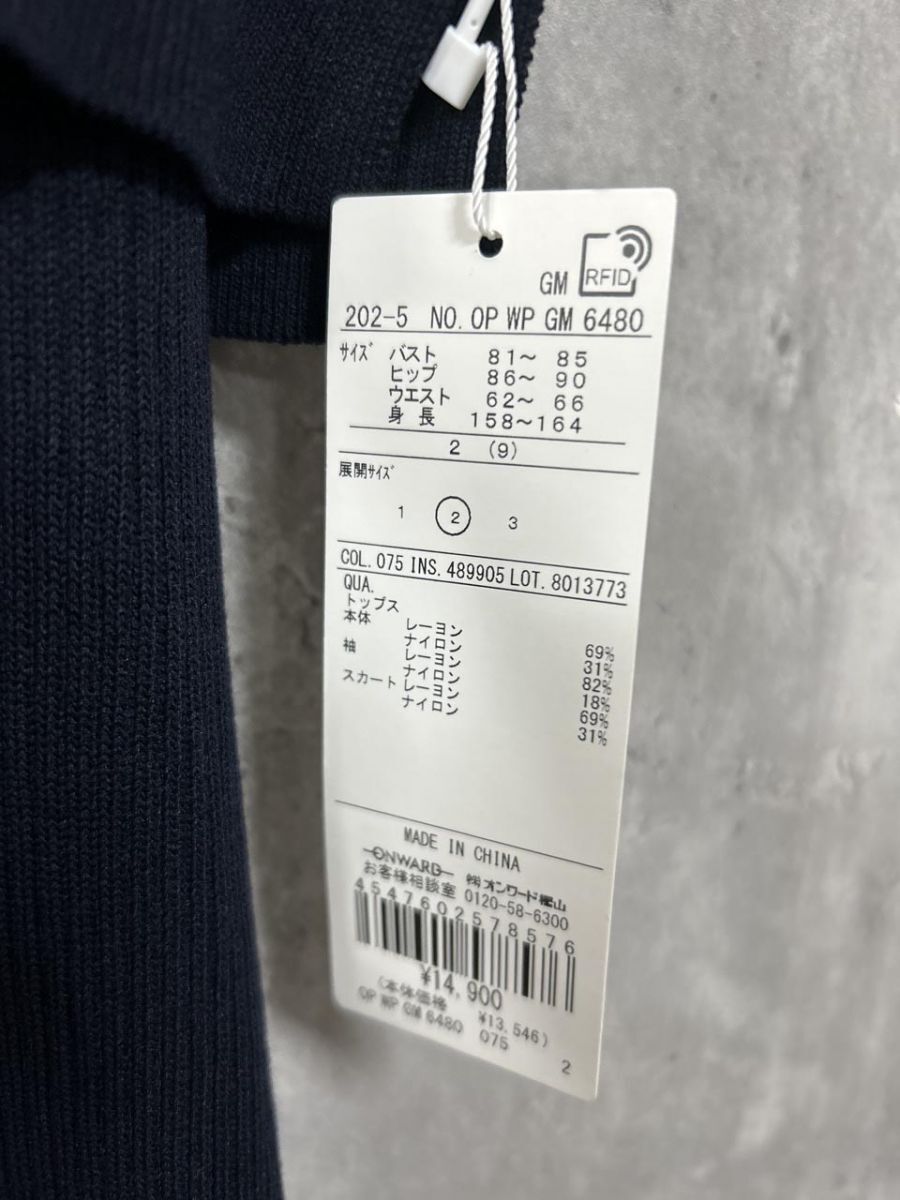 GM RFID
202-5 NO. OP WP GM 6480
サイズ バスト 81〜 85
ヒップ 86〜 90
ウエスト 62〜 66
身長 158〜164
2 (9)
展開サイズ
1 2 3
COL. 075 INS. 489905 LOT. 8013773
QUA.
トップス
本体 レーヨン 69%
ナイロン 31%
袖 レーヨン 82%
ナイロン 18%
スカート レーヨン 69%
ナイロン 31%
MADE IN CHINA
ONWARD ㈱オンワード樫山
お客様相談室 0120-58-6300
4547602578576
¥14,900
(本体価格 ¥13,546)
OP WP GM 6480 075
2